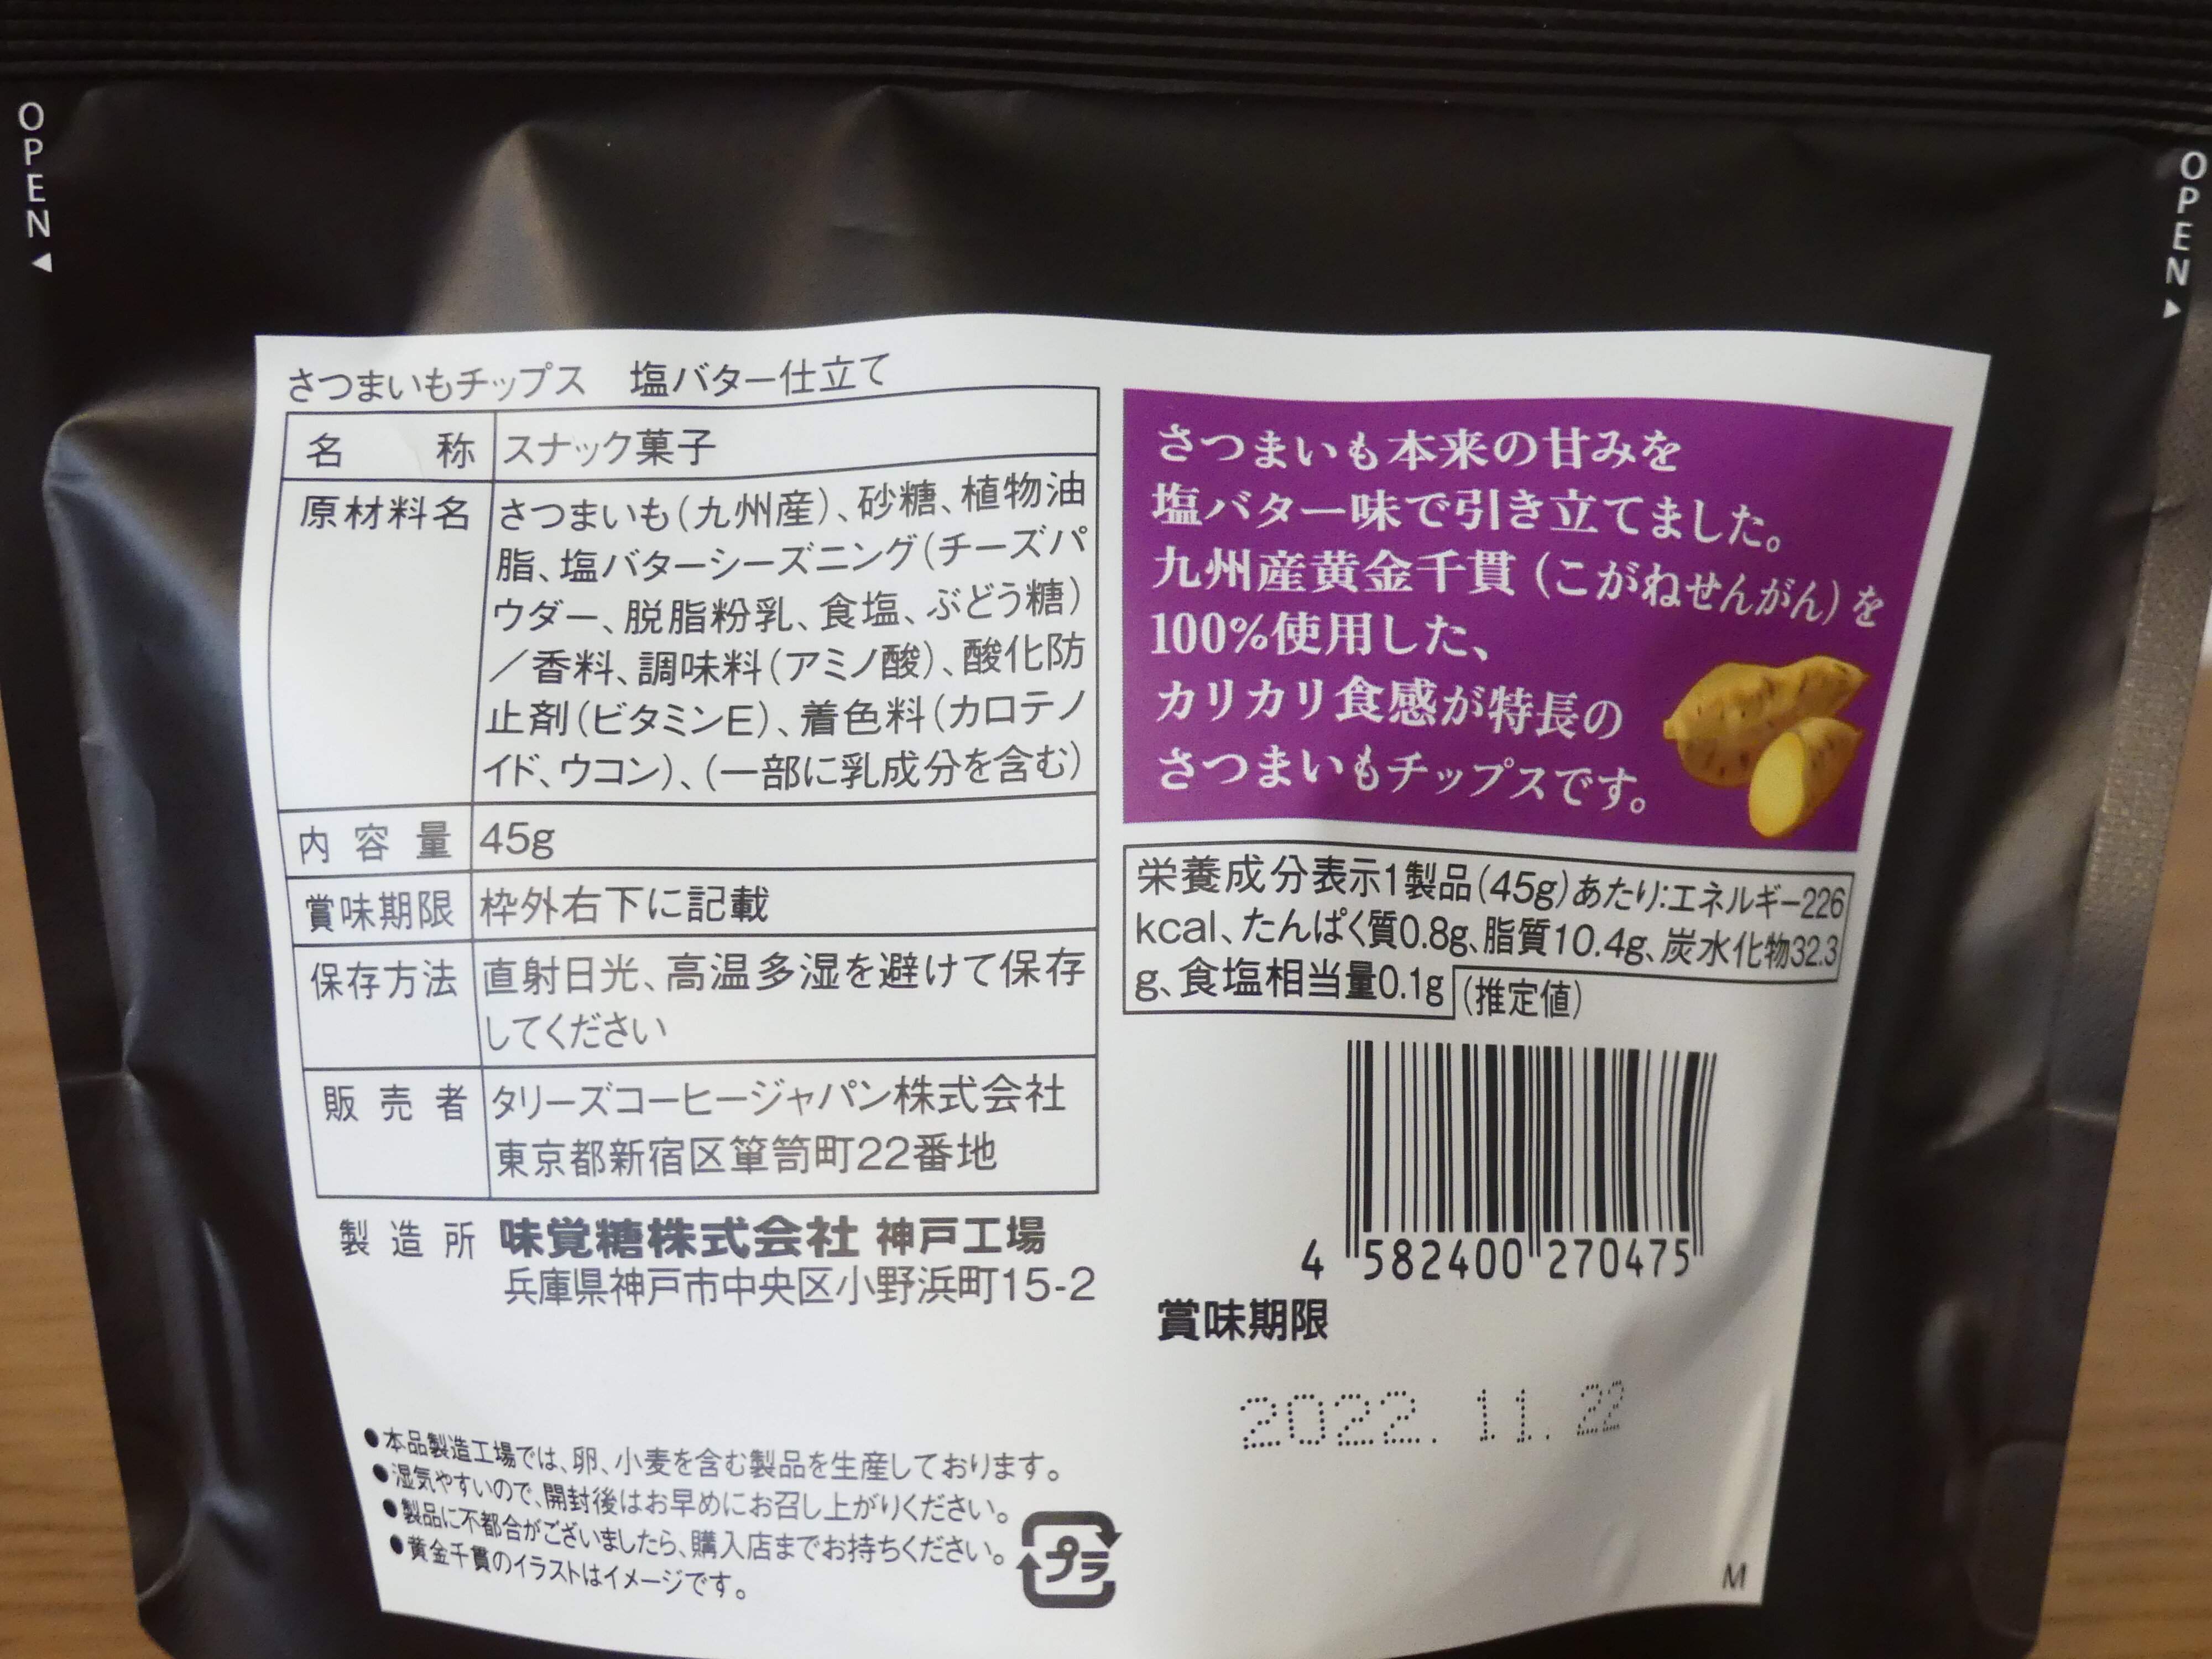 OPEN
OPEN
さつまいもチップス 塩バター仕立て
名称 スナック菓子
原材料名 さつまいも(九州産)、砂糖、植物油
脂、塩バターシーズニング(チーズパ
ウダー、脱脂粉乳、食塩、ぶどう糖)
/香料、調味料(アミノ酸)、酸化防
止剤(ビタミンE)、着色料(カロテノ
イド、ウコン)、(一部に乳成分を含む)
内容量 45g
賞味期限 枠外右下に記載
保存方法 直射日光、高温多湿を避けて保存
してください
販売者 タリーズコーヒージャパン株式会社
東京都新宿区箪笥町22番地
製造所 味覚糖株式会社 神戸工場
兵庫県神戸市中央区小野浜町15-2
●本品製造工場では、卵、小麦を含む製品を生産しております。
●湿気やすいので、開封後はお早めにお召し上がりください。
●製品に不都合がございましたら、購入店までお持ちください。
●黄金千貫のイラストはイメージです。
プラ
さつまいも本来の甘みを
塩バター味で引き立てました。
九州産黄金千貫(こがねせんがん)を
100%使用した、
カリカリ食感が特長の
さつまいもチップスです。
栄養成分表示1製品(45g)あたり:エネルギー226
kcal、たんぱく質0.8g、脂質10.4g、炭水化物32.3
g、食塩相当量0.1g (推定値)
4 582400 270475
賞味期限
2022.11.22
M